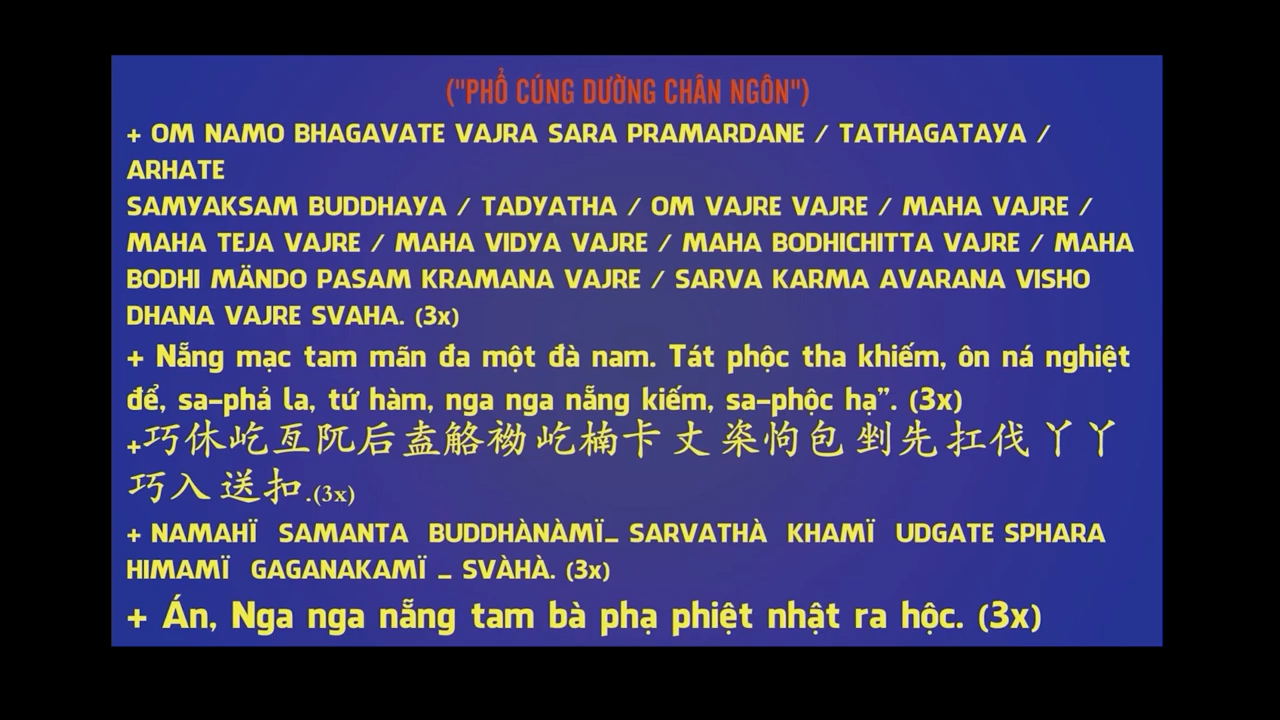 ("PHỔ CÚNG DƯỜNG CHÂN NGÔN")
+ OM NAMO BHAGAVATE VAJRA SARA PRAMARDANE / TATHAGATAYA /
ARHATE
SAMYAKSAM BUDDHAYA / TADYATHA / OM VAJRE VAJRE / MAHA VAJRE /
MAHA TEJA VAJRE / MAHA VIDYA VAJRE / MAHA BODHICHITTA VAJRE / MAHA
BODHI MÄNDO PASAM KRAMANA VAJRE / SARVA KARMA AVARANA VISHO
DHANA VAJRE SVAHA. (3x)
+ Nẵng mạc tam mãn đa một đà nam. Tát phộc tha khiếm, ôn ná nghiệt
để, sa-phả la, tứ hàm, nga nga nẵng kiếm, sa-phộc hạ”. (3x)
+巧休屹亙阢后盍觡袎屹楠卡丈 梁恟包 剉先扛伐 丫丫
巧入送扣.(3x)
+ NAMAHÏ SAMANTA BUDDHÀNÀMÏ_ SARVATHÀ KHAMÏ UDGATE SPHARA
HIMAMÏ GAGANAKAMÏ _ SVÀHÀ. (3x)
+ Án, Nga nga nẵng tam bà phạ phiệt nhật ra hộc. (3x)